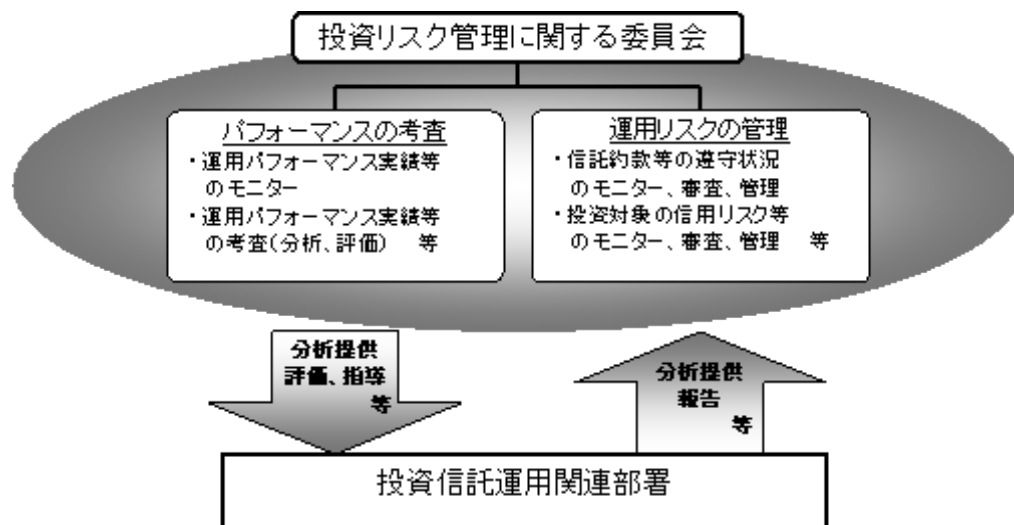 投資リスク管理に関する委員会
パフォーマンスの考査
・運用パフォーマンス実績等
のモニター
・運用パフォーマンス実績等
の考査(分析、評価) 等
運用リスクの管理
・信託約款等の遵守状況
のモニター、審査、管理
・投資対象の信用リスク等
のモニター、審査、管理 等
分析提供
評価、指導
等
分析提供
報告
等
投資信託運用関連部署